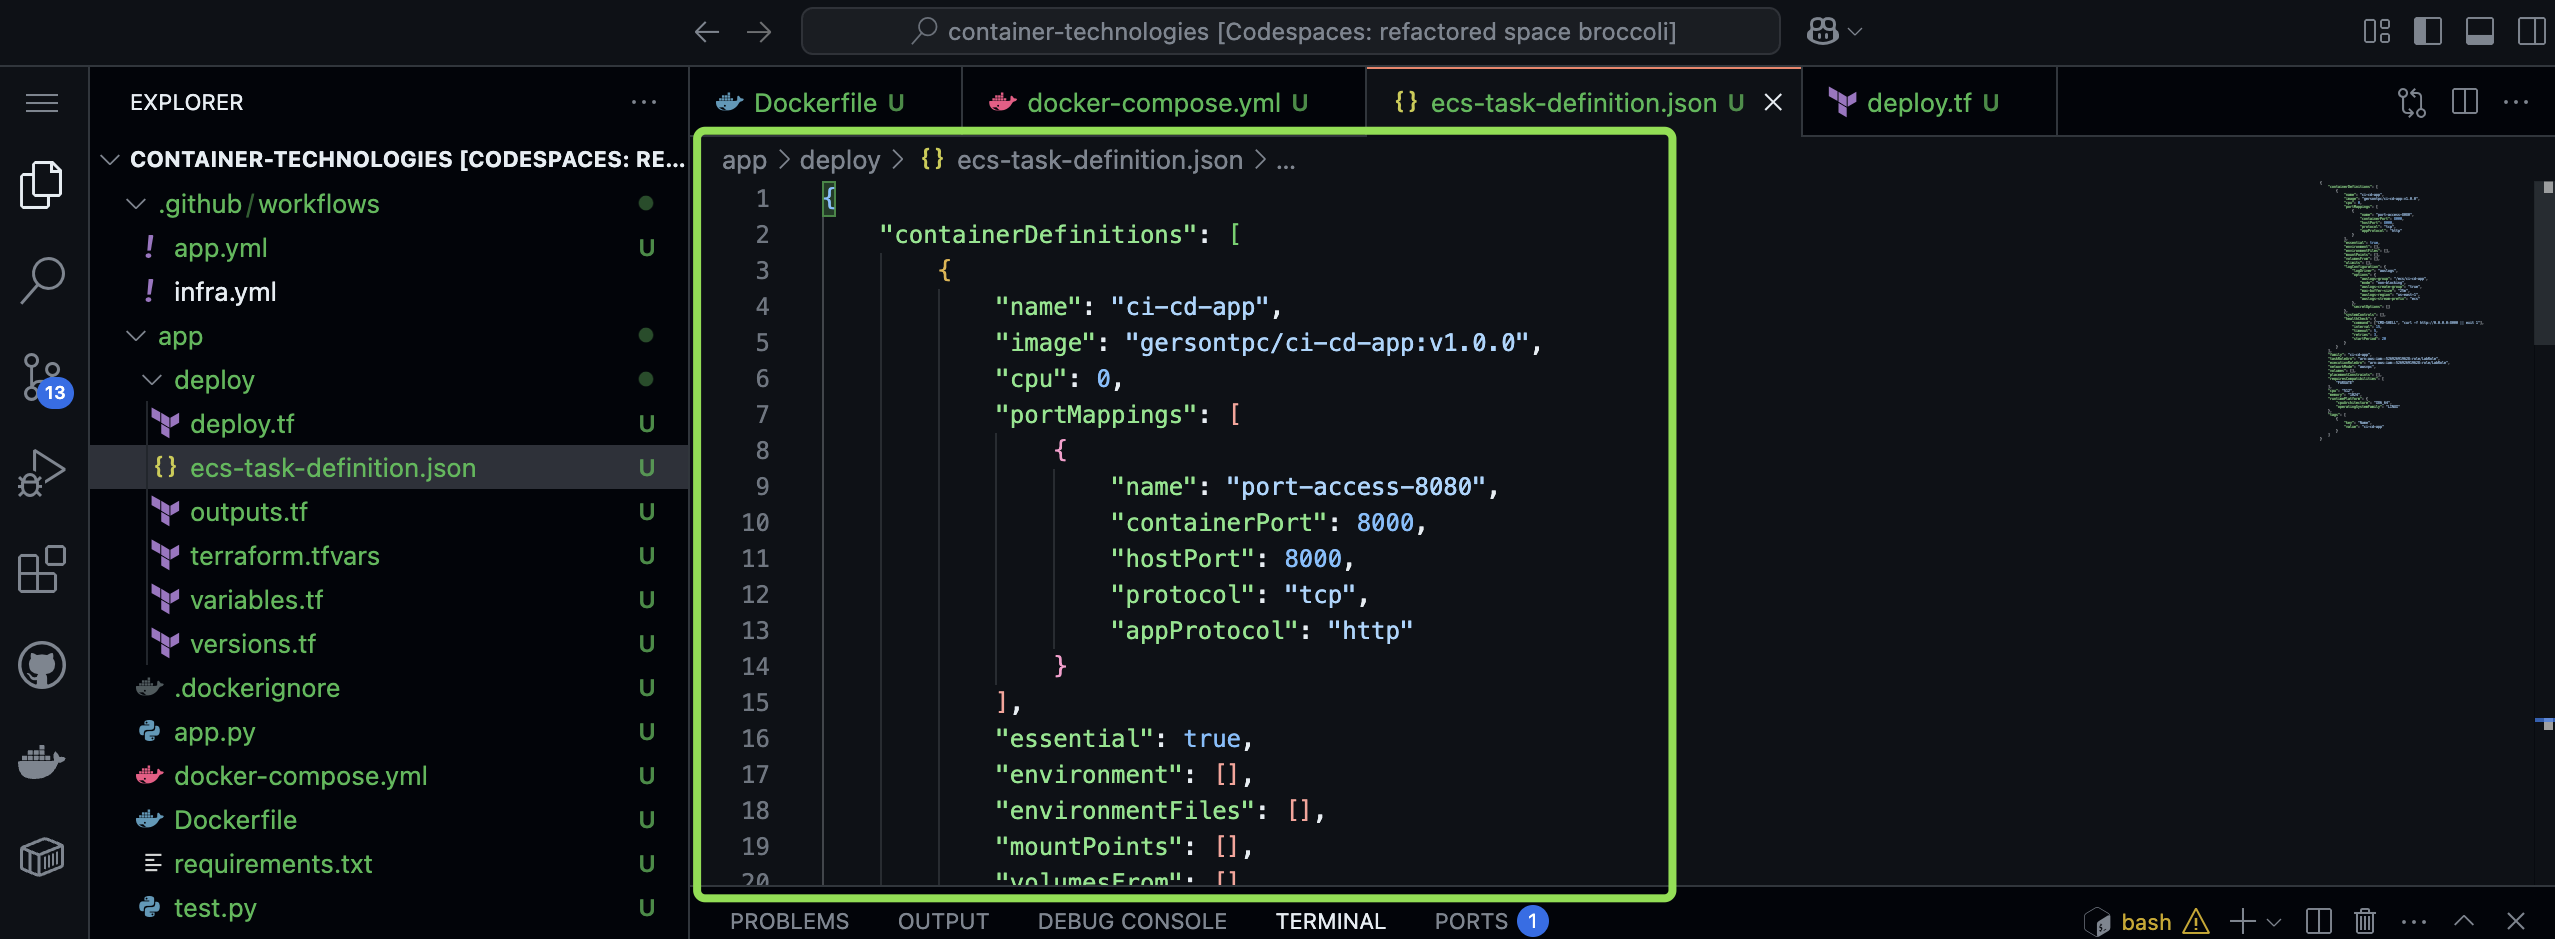 container-technologies [Codespaces: refactored space broccoli]
EXPLORER
Dockerfile U
docker-compose.yml U
{} ecs-task-definition.json U
deploy.tf U
CONTAINER-TECHNOLOGIES [CODESPACES: RE...
.github/workflows
! app.yml U
! infra.yml
app
deploy
deploy.tf U
{} ecs-task-definition.json U
outputs.tf U
terraform.tfvars U
variables.tf U
versions.tf U
.dockerignore U
app.py U
docker-compose.yml U
Dockerfile U
requirements.txt U
test.py U
13
app > deploy > {} ecs-task-definition.json > ...
1 {
2 "containerDefinitions": [
3 {
4 "name": "ci-cd-app",
5 "image": "gersontpc/ci-cd-app:v1.0.0",
6 "cpu": 0,
7 "portMappings": [
8 {
9 "name": "port-access-8080",
10 "containerPort": 8000,
11 "hostPort": 8000,
12 "protocol": "tcp",
13 "appProtocol": "http"
14 }
15 ],
16 "essential": true,
17 "environment": [],
18 "environmentFiles": [],
19 "mountPoints": [],
20 "volumesFrom": []
PROBLEMS OUTPUT DEBUG CONSOLE TERMINAL PORTS 1
bash